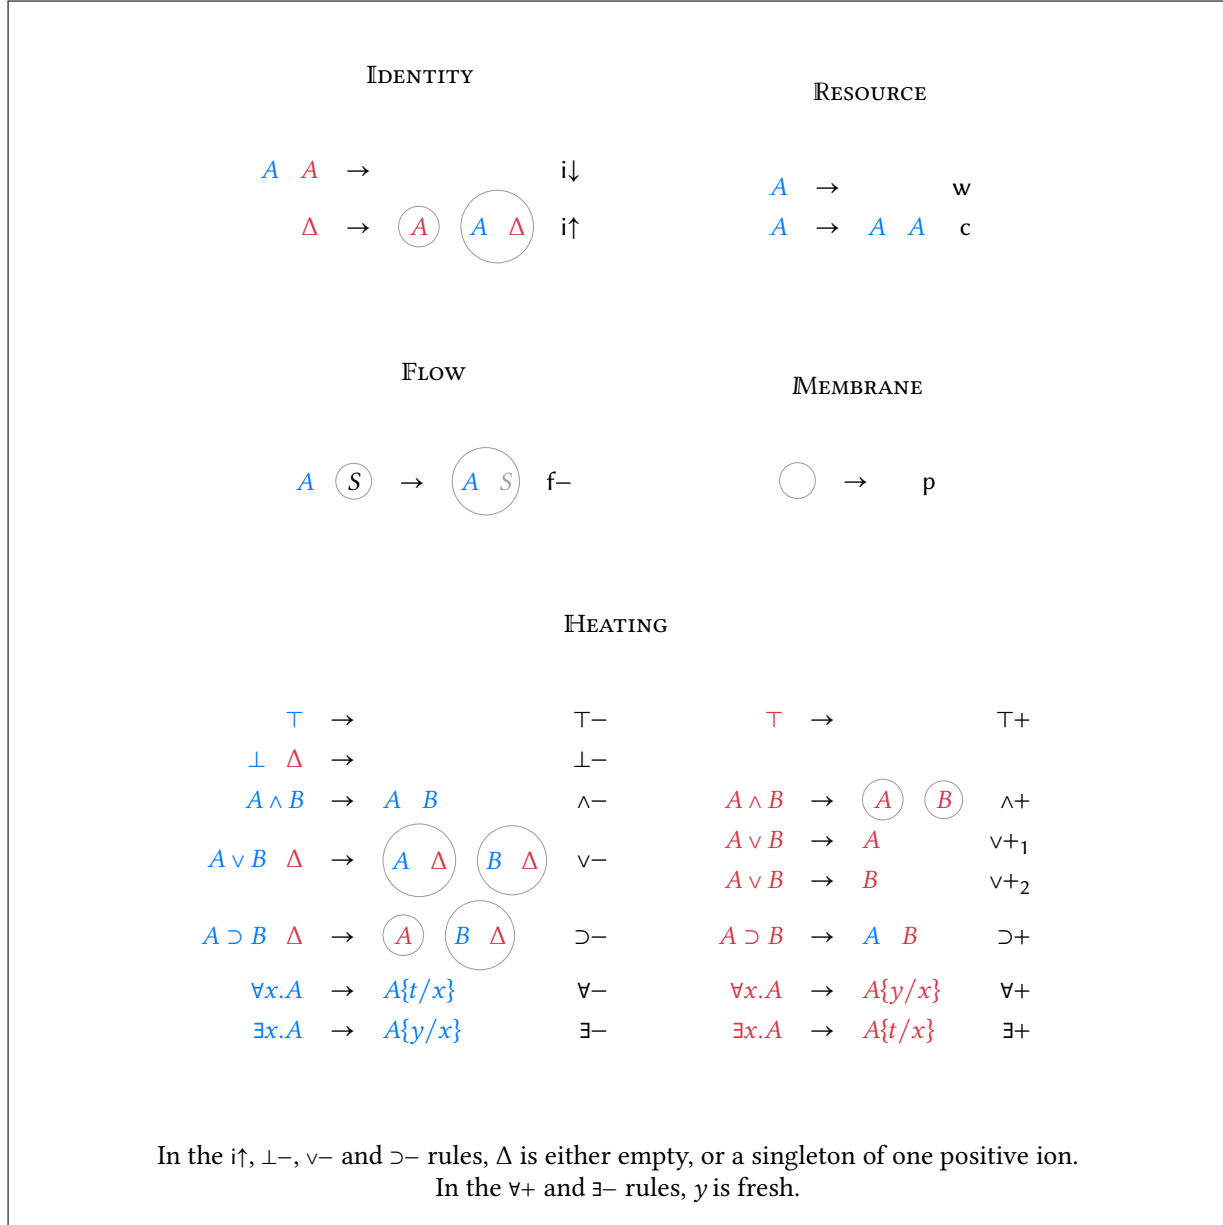 𝕀DENTITY
A A → i↓
Δ → A A Δ i↑
ℝESOURCE
A → w
A → A A c
𝔽LOW
A S → A S f−
𝕄EMBRANE
→ p
ℍEATING
⊤ → ⊤−
⊥ Δ → ⊥−
A ∧ B → A B ∧−
A ∨ B Δ → A Δ B Δ ∨−
A ⊃ B Δ → A B Δ ⊃−
∀x.A → A{t/x} ∀−
∃x.A → A{y/x} ∃−
⊤ → ⊤+
A ∧ B → A B ∧+
A ∨ B → A ∨+₁
A ∨ B → B ∨+₂
A ⊃ B → A B ⊃+
∀x.A → A{y/x} ∀+
∃x.A → A{t/x} ∃+
In the i↑, ⊥−, ∨− and ⊃− rules, Δ is either empty, or a singleton of one positive ion.
In the ∀+ and ∃− rules, y is fresh.